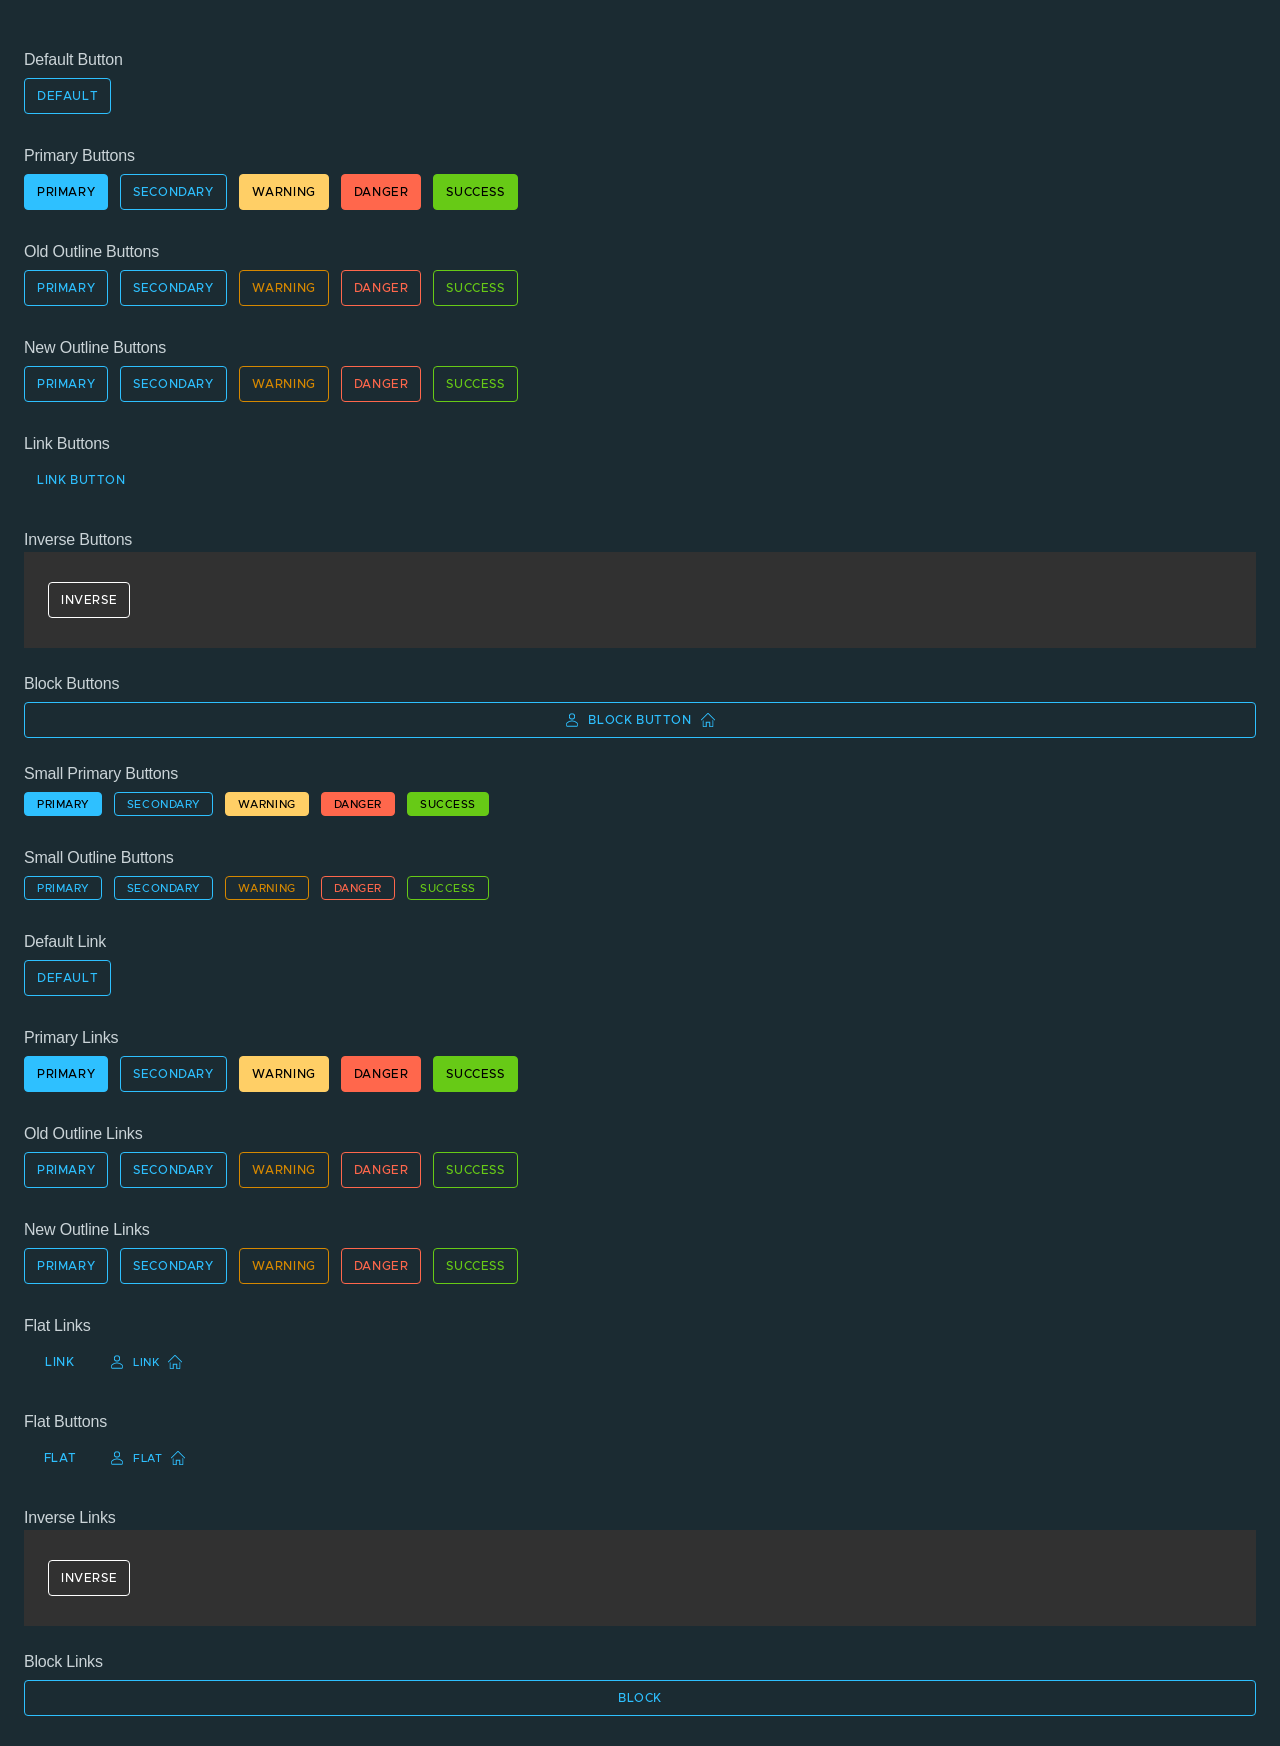 Default Button
DEFAULT
Primary Buttons
PRIMARY SECONDARY WARNING DANGER SUCCESS
Old Outline Buttons
PRIMARY SECONDARY WARNING DANGER SUCCESS
New Outline Buttons
PRIMARY SECONDARY WARNING DANGER SUCCESS
Link Buttons
LINK BUTTON
Inverse Buttons
INVERSE
Block Buttons
BLOCK BUTTON
Small Primary Buttons
PRIMARY SECONDARY WARNING DANGER SUCCESS
Small Outline Buttons
PRIMARY SECONDARY WARNING DANGER SUCCESS
Default Link
DEFAULT
Primary Links
PRIMARY SECONDARY WARNING DANGER SUCCESS
Old Outline Links
PRIMARY SECONDARY WARNING DANGER SUCCESS
New Outline Links
PRIMARY SECONDARY WARNING DANGER SUCCESS
Flat Links
LINK LINK
Flat Buttons
FLAT FLAT
Inverse Links
INVERSE
Block Links
BLOCK